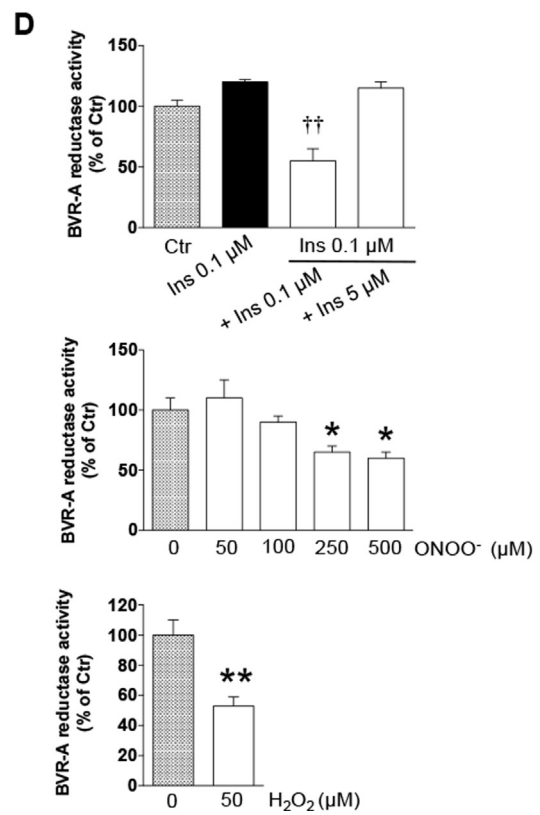 D
BVR-A reductase activity
(% of Ctr)
150
100
50
0
††
Ctr
Ins 0.1 µM
Ins 0.1 µM
+ Ins 0.1 µM
+ Ins 5 µM
BVR-A reductase activity
(% of Ctr)
150
100
50
0
*
*
0 50 100 250 500 ONOO⁻ (µM)
BVR-A reductase activity
(% of Ctr)
120
100
80
60
40
20
0
**
0 50 H₂O₂ (µM)